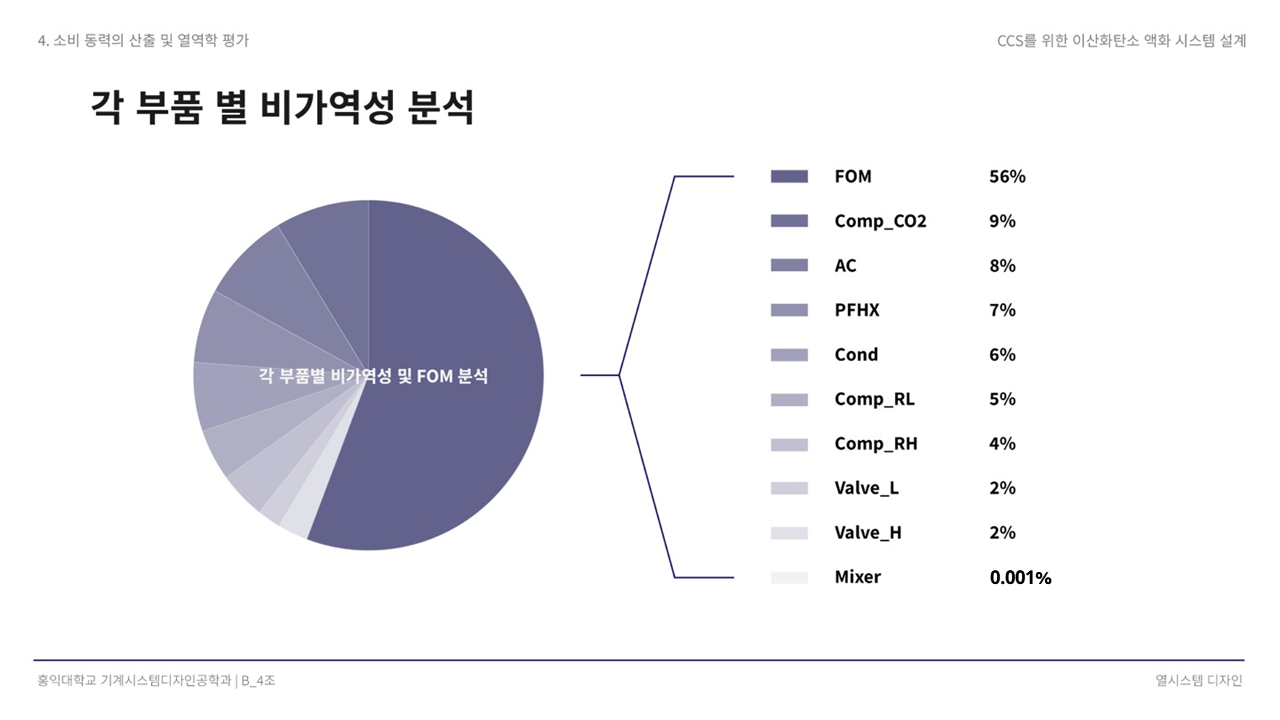 4. 소비 동력의 산출 및 열역학 평가
CCS를 위한 이산화탄소 액화 시스템 설계
각 부품 별 비가역성 분석
각 부품별 비가역성 및 FOM 분석
FOM 56%
Comp_CO2 9%
AC 8%
PFHX 7%
Cond 6%
Comp_RL 5%
Comp_RH 4%
Valve_L 2%
Valve_H 2%
Mixer 0.001%
홍익대학교 기계시스템디자인공학과 | B_4조
열시스템 디자인